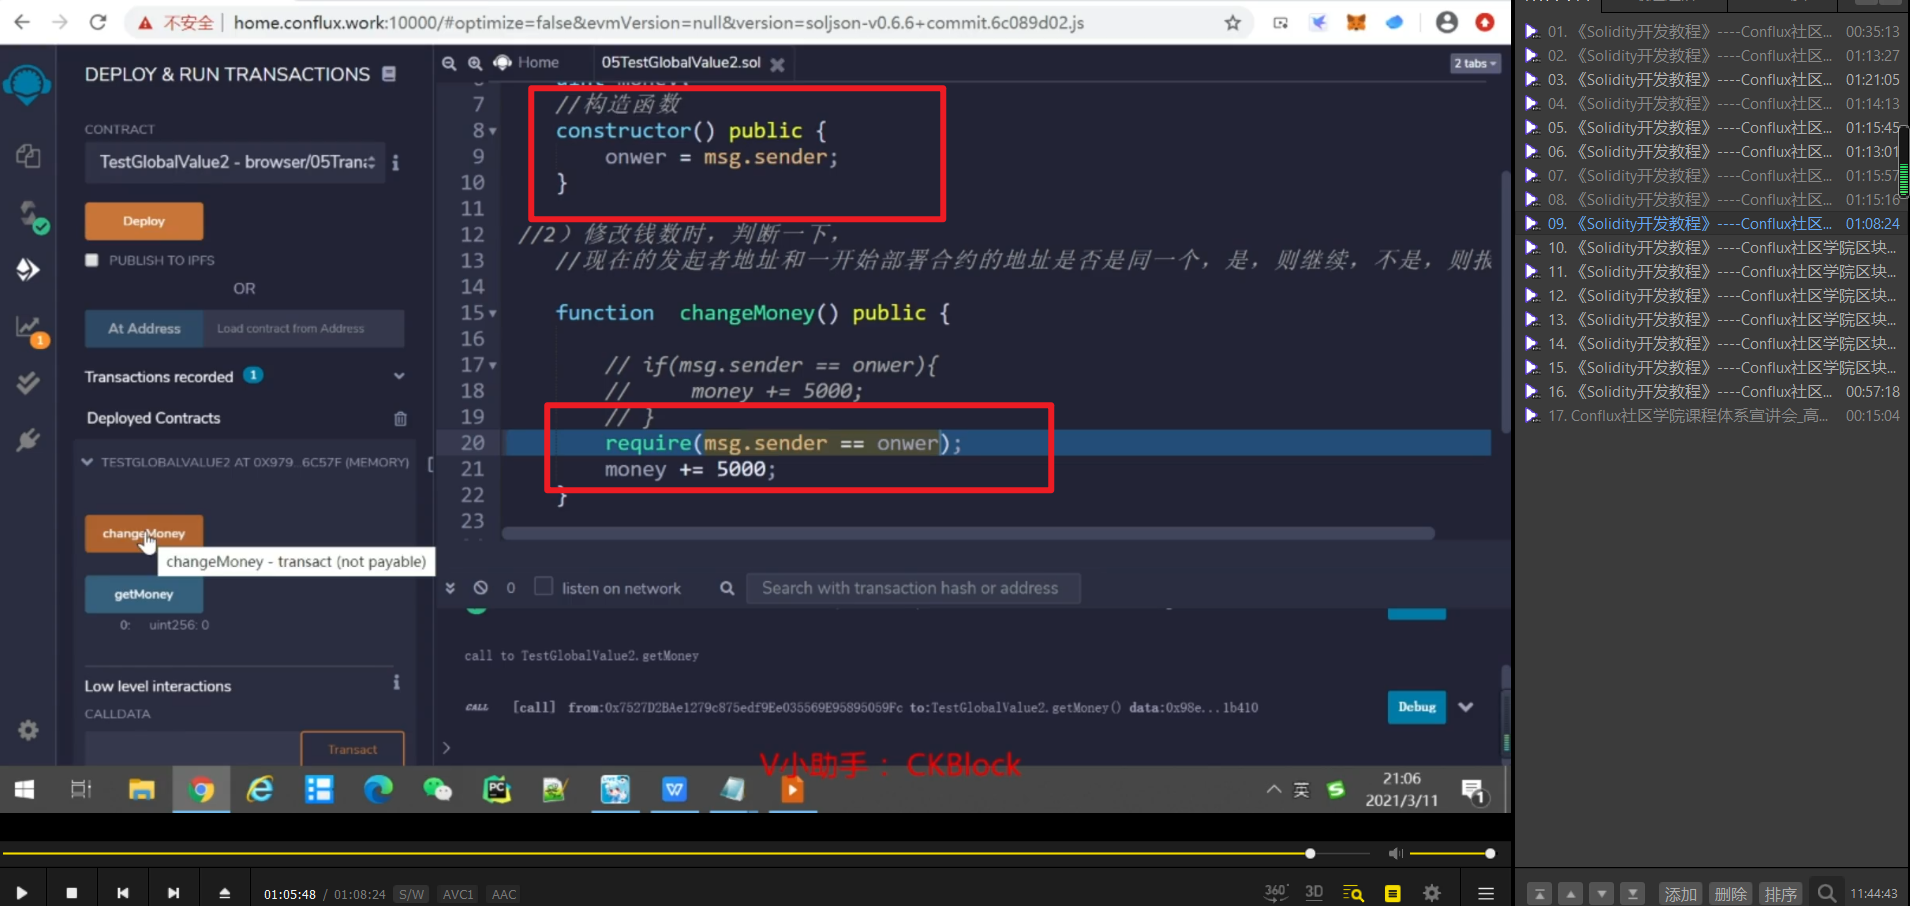 不安全 home.conflux.work:10000/#optimize=false&evmVersion=null&version=soljson-v0.6.6+commit.6c089d02.js
DEPLOY & RUN TRANSACTIONS
CONTRACT
TestGlobalValue2 - browser/05Tran
Deploy
PUBLISH TO IPFS
OR
At Address Load contract from Address
Transactions recorded 1
Deployed Contracts
TESTGLOBALVALUE2 AT 0X979...6C57F (MEMORY)
changeMoney
changeMoney - transact (not payable)
getMoney
0: uint256: 0
Low level interactions
CALLDATA
Transact
1
Home 05TestGlobalValue2.sol 2 tabs
7 //构造函数
8 constructor() public {
9 onwer = msg.sender;
10 }
11
12 //2）修改钱数时，判断一下，
13 //现在的发起者地址和一开始部署合约的地址是否是同一个，是，则继续，不是，则报
14
15 function changeMoney() public {
16
17 // if(msg.sender == onwer){
18 // money += 5000;
19 // }
20 require(msg.sender == onwer);
21 money += 5000;
22 }
23
0 listen on network Search with transaction hash or address
call to TestGlobalValue2.getMoney
CALL [call] from:0x7527D2BAe1279c875edf9Ee035569E95895059Fc to:TestGlobalValue2.getMoney() data:0x98e...1b410 Debug
V小助手： CKBlock
英 21:06
2021/3/11 1
01:05:48 / 01:08:24 S/W AVC1 AAC
360° 3D
01.《Solidity开发教程》----Conflux社区... 00:35:13
02.《Solidity开发教程》----Conflux社区... 01:13:27
03.《Solidity开发教程》----Conflux社区... 01:21:05
04.《Solidity开发教程》----Conflux社区... 01:14:13
05.《Solidity开发教程》----Conflux社区... 01:15:45
06.《Solidity开发教程》----Conflux社区... 01:13:01
07.《Solidity开发教程》----Conflux社区... 01:15:57
08.《Solidity开发教程》----Conflux社区... 01:15:16
09.《Solidity开发教程》----Conflux社区... 01:08:24
10.《Solidity开发教程》----Conflux社区学院区块...
11.《Solidity开发教程》----Conflux社区学院区块...
12.《Solidity开发教程》----Conflux社区学院区块...
13.《Solidity开发教程》----Conflux社区学院区块...
14.《Solidity开发教程》----Conflux社区学院区块...
15.《Solidity开发教程》----Conflux社区学院区块...
16.《Solidity开发教程》----Conflux社区... 00:57:18
17. Conflux社区学院课程体系宣讲会_高... 00:15:04
添加 删除 排序 11:44:43